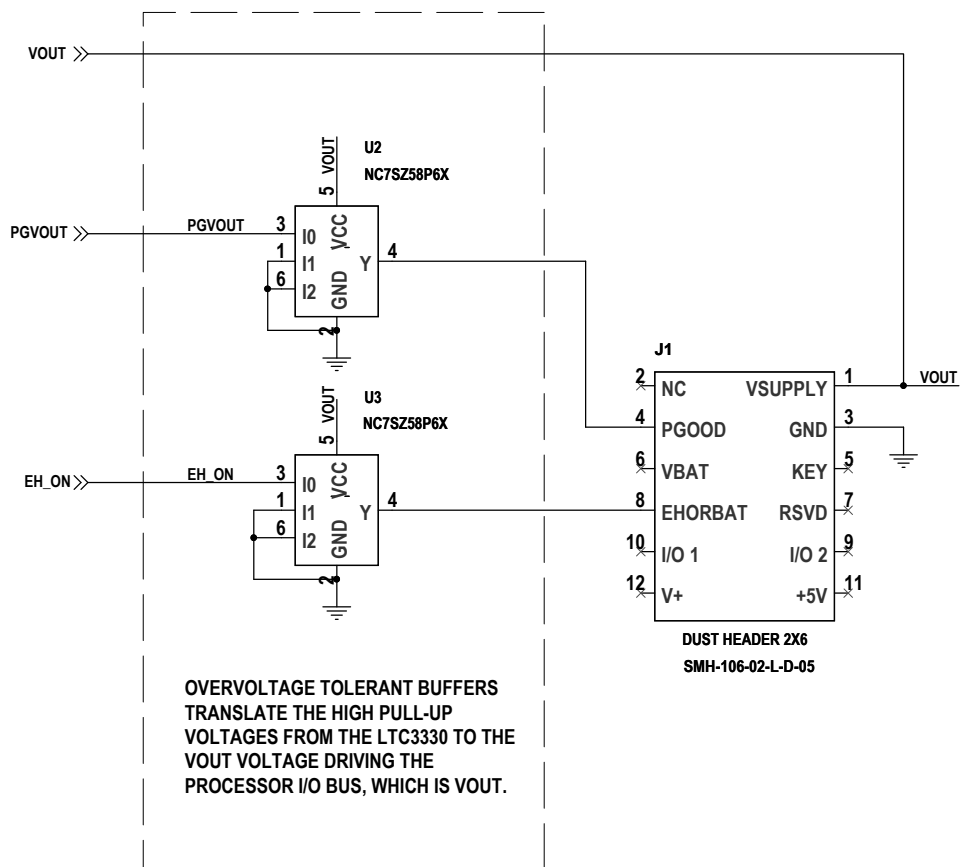 VOUT
U2
NC7SZ58P6X
5 VOUT
PGVOUT PGVOUT 3 I0 VCC
1 I1 Y 4
6 I2 GND
2
U3
NC7SZ58P6X
5 VOUT
EH_ON EH_ON 3 I0 VCC
1 I1 Y 4
6 I2 GND
2
J1
2 NC VSUPPLY 1 VOUT
4 PGOOD GND 3
6 VBAT KEY 5
8 EHORBAT RSVD 7
10 I/O 1 I/O 2 9
12 V+ +5V 11
DUST HEADER 2X6
SMH-106-02-L-D-05
OVERVOLTAGE TOLERANT BUFFERS
TRANSLATE THE HIGH PULL-UP
VOLTAGES FROM THE LTC3330 TO THE
VOUT VOLTAGE DRIVING THE
PROCESSOR I/O BUS, WHICH IS VOUT.